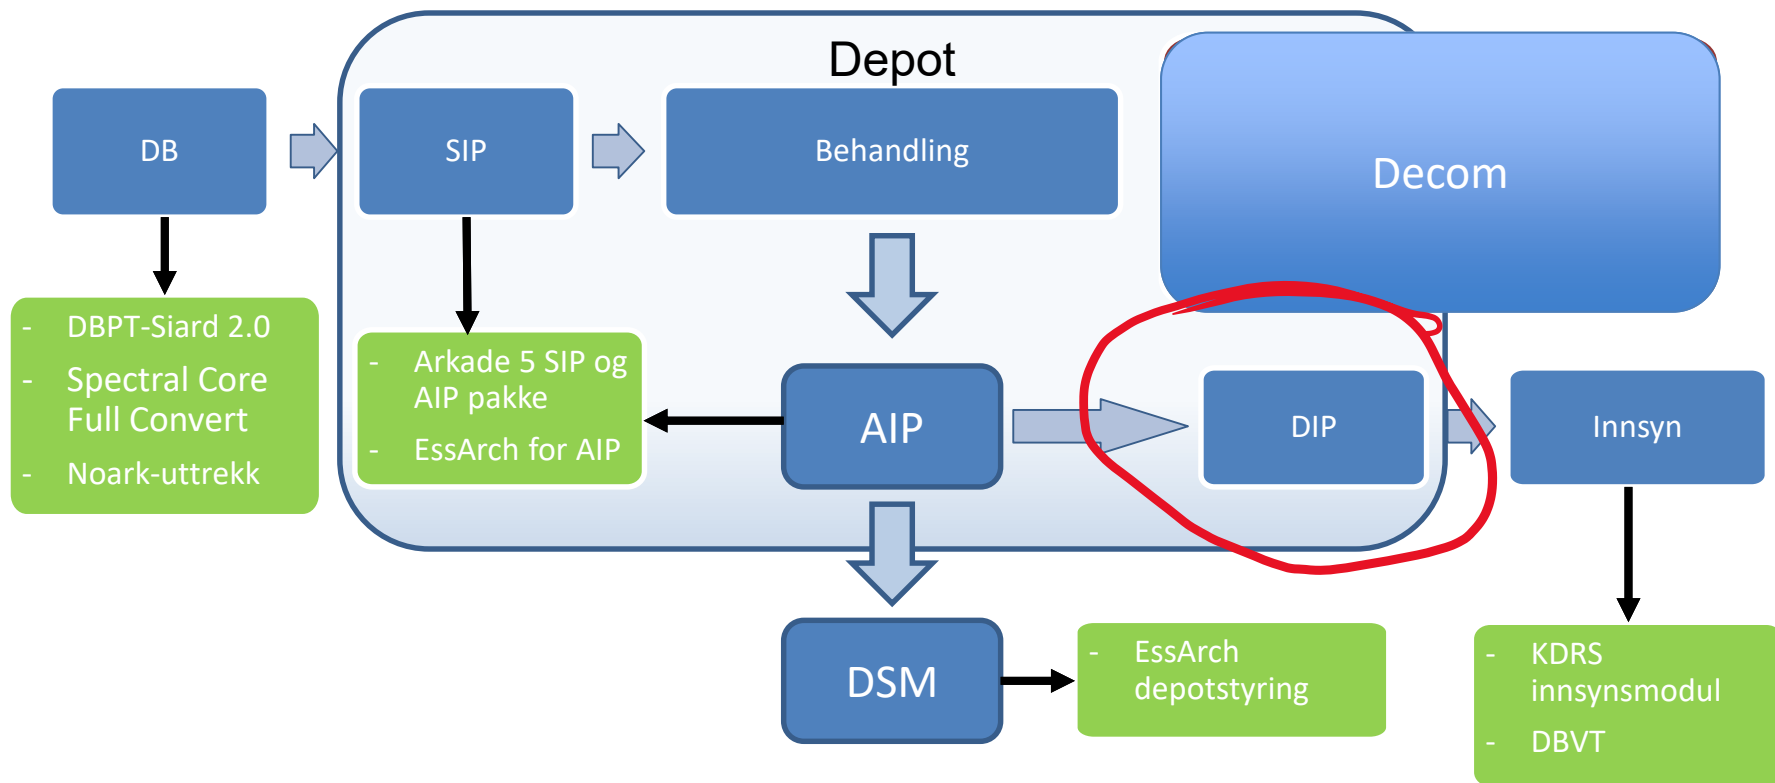 Depot
DB
SIP
Behandling
Decom
- DBPT-Siard 2.0
- Spectral Core
Full Convert
- Noark-uttrekk
- Arkade 5 SIP og
AIP pakke
- EssArch for AIP
AIP
DIP
Innsyn
DSM
- EssArch
depotstyring
- KDRS
innsynsmodul
- DBVT